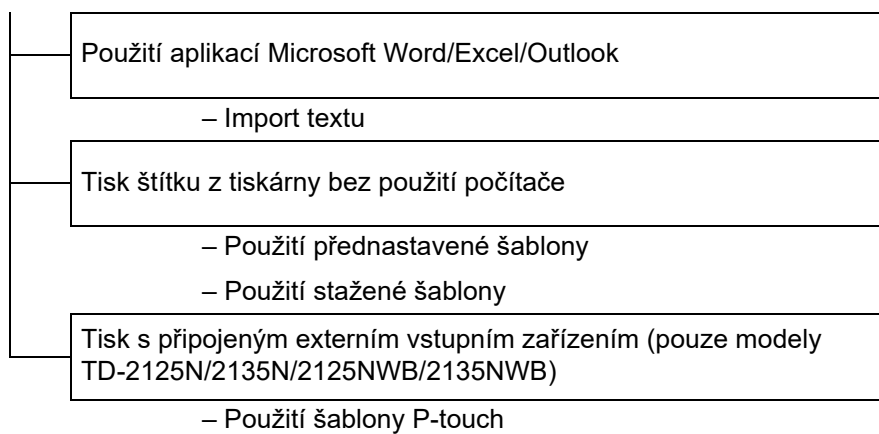 Použití aplikací Microsoft Word/Excel/Outlook
– Import textu
Tisk štítku z tiskárny bez použití počítače
– Použití přednastavené šablony
– Použití stažené šablony
Tisk s připojeným externím vstupním zařízením (pouze modely
TD-2125N/2135N/2125NWB/2135NWB)
– Použití šablony P-touch